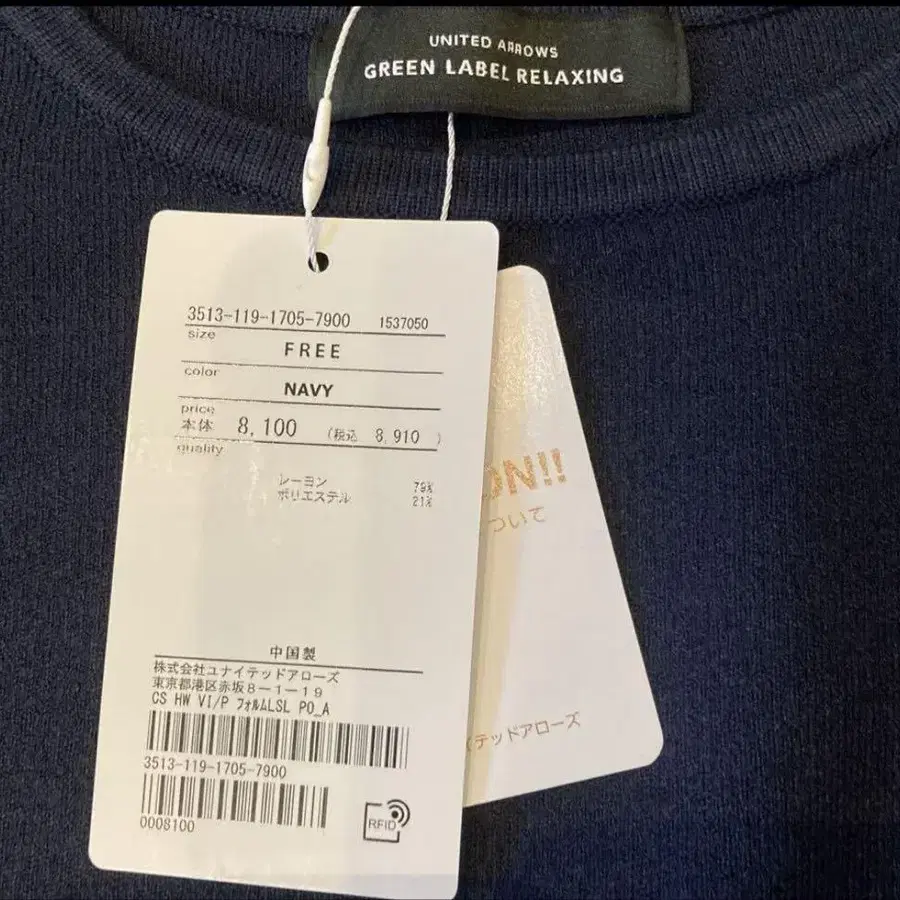 UNITED ARROWS
GREEN LABEL RELAXING
3513-119-1705-7900 1537050
size
FREE
color
NAVY
price
本体 8,100 (税込 8,910 )
quality
レーヨン 79%
ポリエステル 21%
中国製
株式会社ユナイテッドアローズ
東京都港区赤坂8-1-19
CS HW VI/P フォルムLSL PO_A
3513-119-1705-7900
0008100
RFID
ON!!
ついて
テッドアローズ